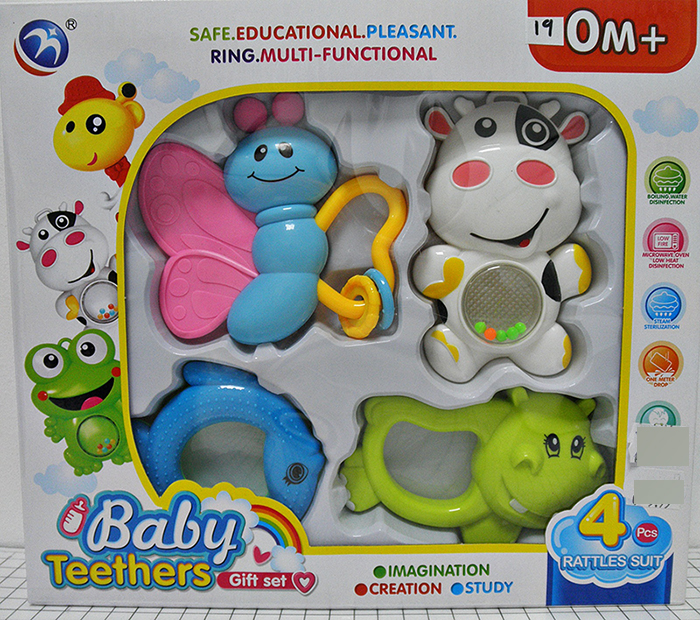 ®
SAFE.EDUCATIONAL.PLEASANT.
RING.MULTI-FUNCTIONAL
19
0M+
BOILING WATER
DISINFECTION
LOW
FIRE
MICROWAVE OVEN
LOW HEAT
DISINFECTION
STEAM
STERILIZATION
ONE METER
DROP
Baby
Teethers
Gift set
IMAGINATION
CREATION STUDY
4 Pcs
RATTLES SUIT